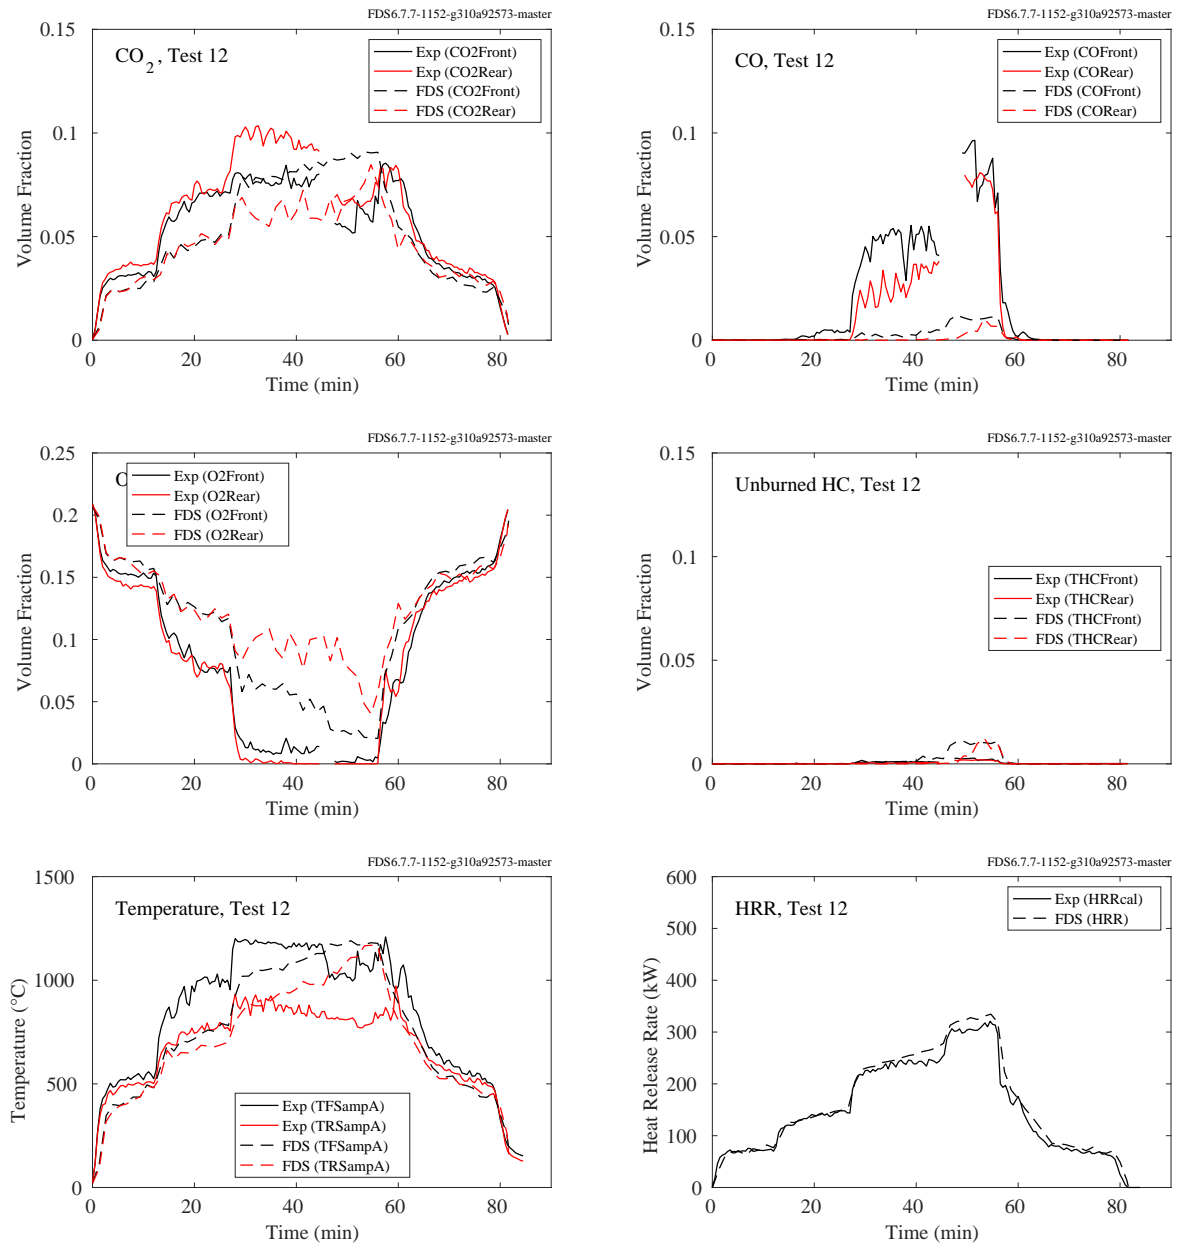 FDS6.7.7-1152-g310a92573-master
CO2, Test 12
Exp (CO2Front)
Exp (CO2Rear)
FDS (CO2Front)
FDS (CO2Rear)
0.15
0.1
0.05
0
Volume Fraction
0 20 40 60 80
Time (min)
FDS6.7.7-1152-g310a92573-master
CO, Test 12
Exp (COFront)
Exp (CORear)
FDS (COFront)
FDS (CORear)
0.15
0.1
0.05
0
Volume Fraction
0 20 40 60 80
Time (min)
FDS6.7.7-1152-g310a92573-master
Exp (O2Front)
Exp (O2Rear)
FDS (O2Front)
FDS (O2Rear)
0.25
0.2
0.15
0.1
0.05
0
Volume Fraction
0 20 40 60 80
Time (min)
FDS6.7.7-1152-g310a92573-master
Unburned HC, Test 12
Exp (THCFront)
Exp (THCRear)
FDS (THCFront)
FDS (THCRear)
0.15
0.1
0.05
0
Volume Fraction
0 20 40 60 80
Time (min)
FDS6.7.7-1152-g310a92573-master
Temperature, Test 12
Exp (TFSampA)
Exp (TRSampA)
FDS (TFSampA)
FDS (TRSampA)
1500
1000
500
0
Temperature (°C)
0 20 40 60 80
Time (min)
FDS6.7.7-1152-g310a92573-master
HRR, Test 12
Exp (HRRcal)
FDS (HRR)
600
500
400
300
200
100
0
Heat Release Rate (kW)
0 20 40 60 80
Time (min)